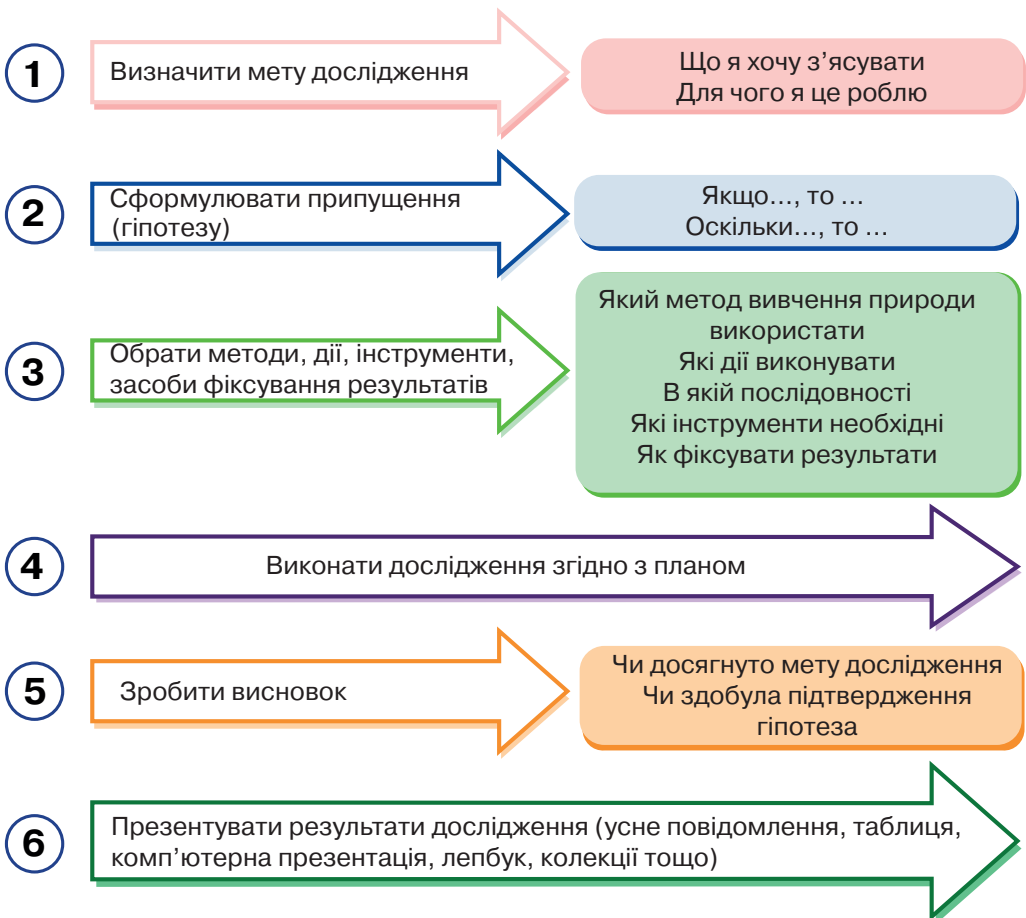 1
Визначити мету дослідження
Що я хочу з’ясувати
Для чого я це роблю
2
Сформулювати припущення
(гіпотезу)
Якщо..., то ...
Оскільки..., то ...
3
Обрати методи, дії, інструменти,
засоби фіксування результатів
Який метод вивчення природи
використати
Які дії виконувати
В якій послідовності
Які інструменти необхідні
Як фіксувати результати
4
Виконати дослідження згідно з планом
5
Зробити висновок
Чи досягнуто мету дослідження
Чи здобула підтвердження
гіпотеза
6
Презентувати результати дослідження (усне повідомлення, таблиця,
комп’ютерна презентація, лепбук, колекції тощо)